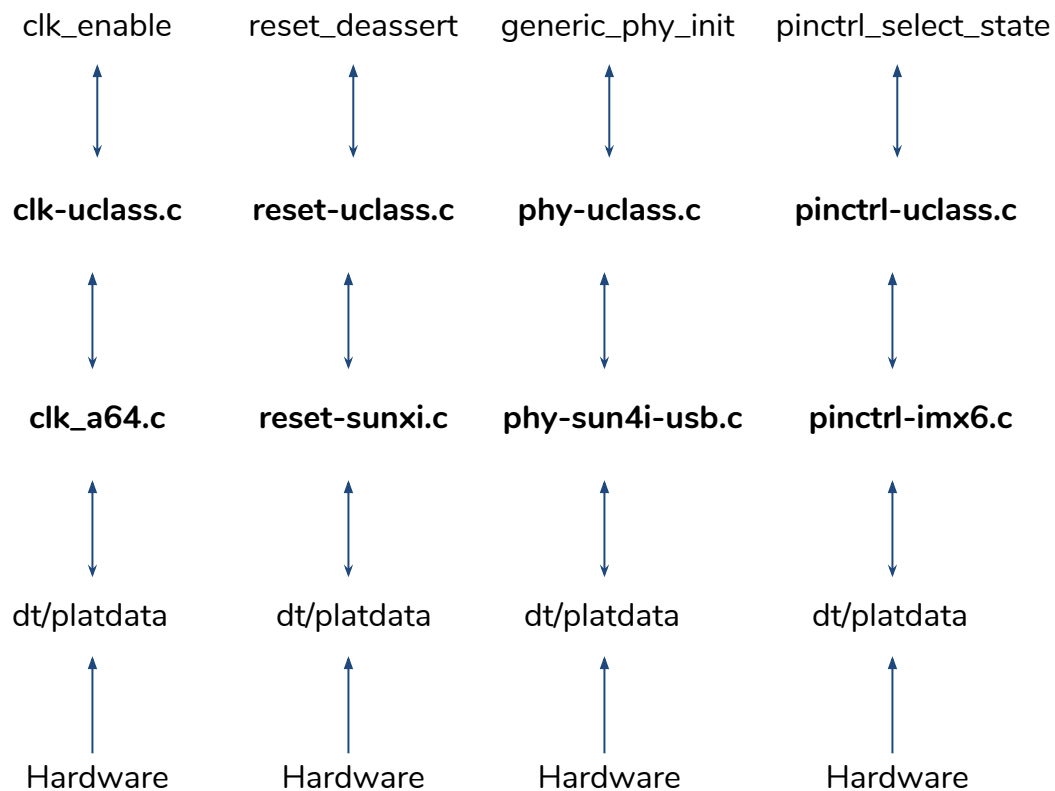 clk_enable reset_deassert generic_phy_init pinctrl_select_state
clk-uclass.c reset-uclass.c phy-uclass.c pinctrl-uclass.c
clk_a64.c reset-sunxi.c phy-sun4i-usb.c pinctrl-imx6.c
dt/platdata dt/platdata dt/platdata dt/platdata
Hardware Hardware Hardware Hardware